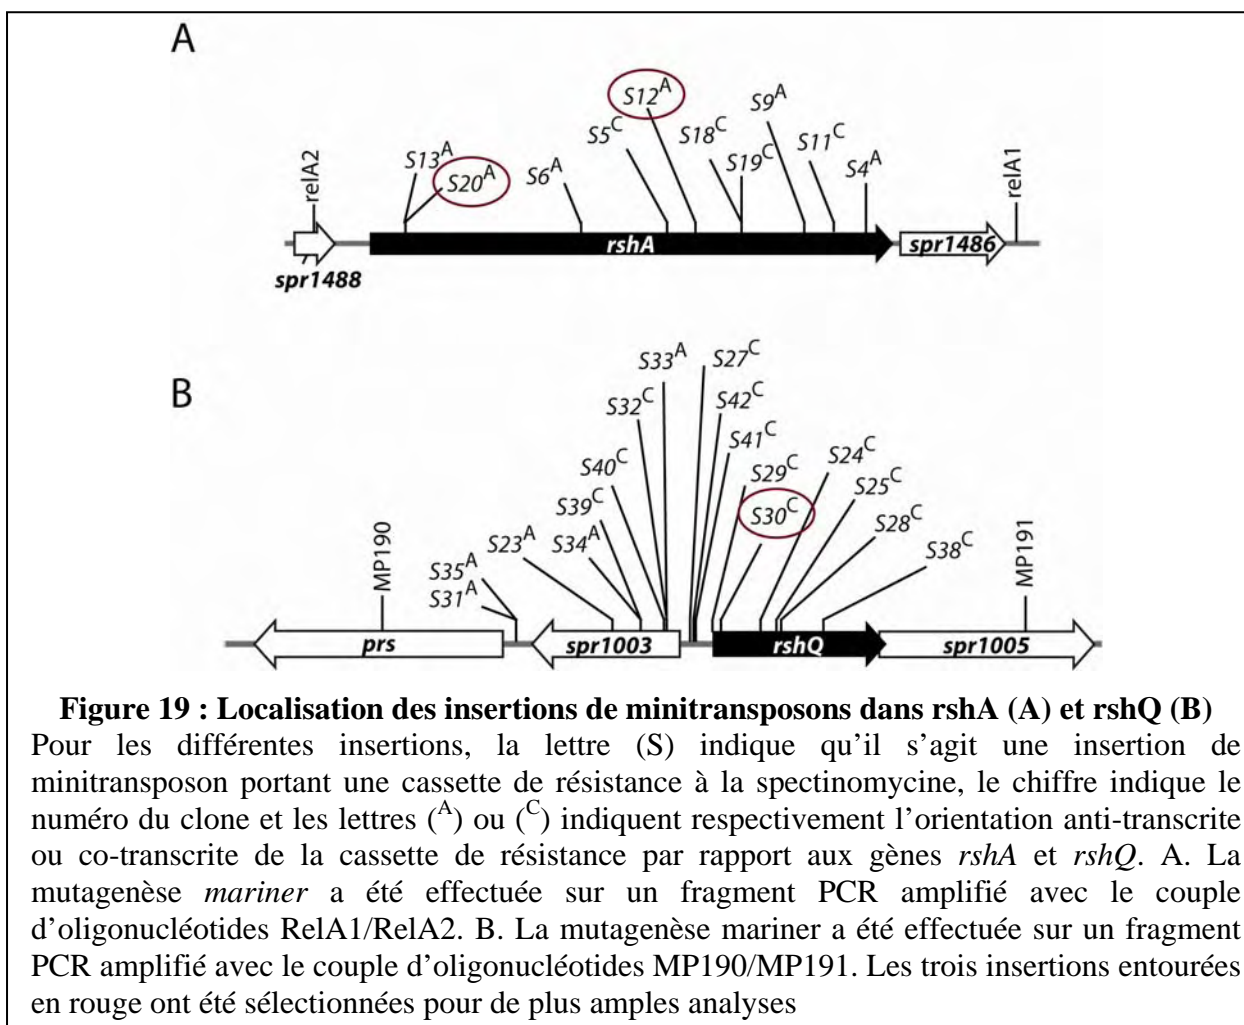 A
S12ᴬ
S9ᴬ
S5ꟲ
S18ꟲ
S11ꟲ
S13ᴬ
S19ꟲ
S4ᴬ
S6ᴬ
S20ᴬ
relA2
relA1
rshA
spr1486
spr1488
B
S33ᴬ
S27ꟲ
S32ꟲ
S42ꟲ
S41ꟲ
S40ꟲ
S29ꟲ
S24ꟲ
S39ꟲ
S30ꟲ
S25ꟲ
S23ᴬ
S34ᴬ
S28ꟲ
S38ꟲ
S35ᴬ
S31ᴬ
MP190
MP191
prs
spr1003
rshQ
spr1005
Figure 19 : Localisation des insertions de minitransposons dans rshA (A) et rshQ (B)
Pour les différentes insertions, la lettre (S) indique qu’il s’agit une insertion de
minitransposon portant une cassette de résistance à la spectinomycine, le chiffre indique le
numéro du clone et les lettres (ᴬ) ou (ꟲ) indiquent respectivement l’orientation anti-transcrite
ou co-transcrite de la cassette de résistance par rapport aux gènes rshA et rshQ. A. La
mutagenèse mariner a été effectuée sur un fragment PCR amplifié avec le couple
d’oligonucléotides RelA1/RelA2. B. La mutagenèse mariner a été effectuée sur un fragment
PCR amplifié avec le couple d’oligonucléotides MP190/MP191. Les trois insertions entourées
en rouge ont été sélectionnées pour de plus amples analyses